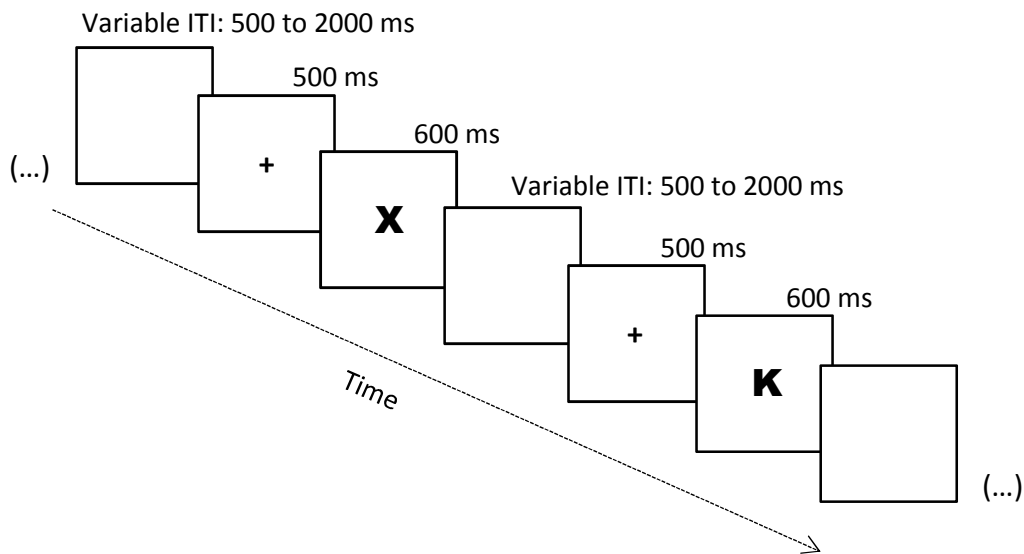 Variable ITI: 500 to 2000 ms
500 ms
600 ms
(...)
+
X
Variable ITI: 500 to 2000 ms
500 ms
600 ms
+
K
Time
(...)